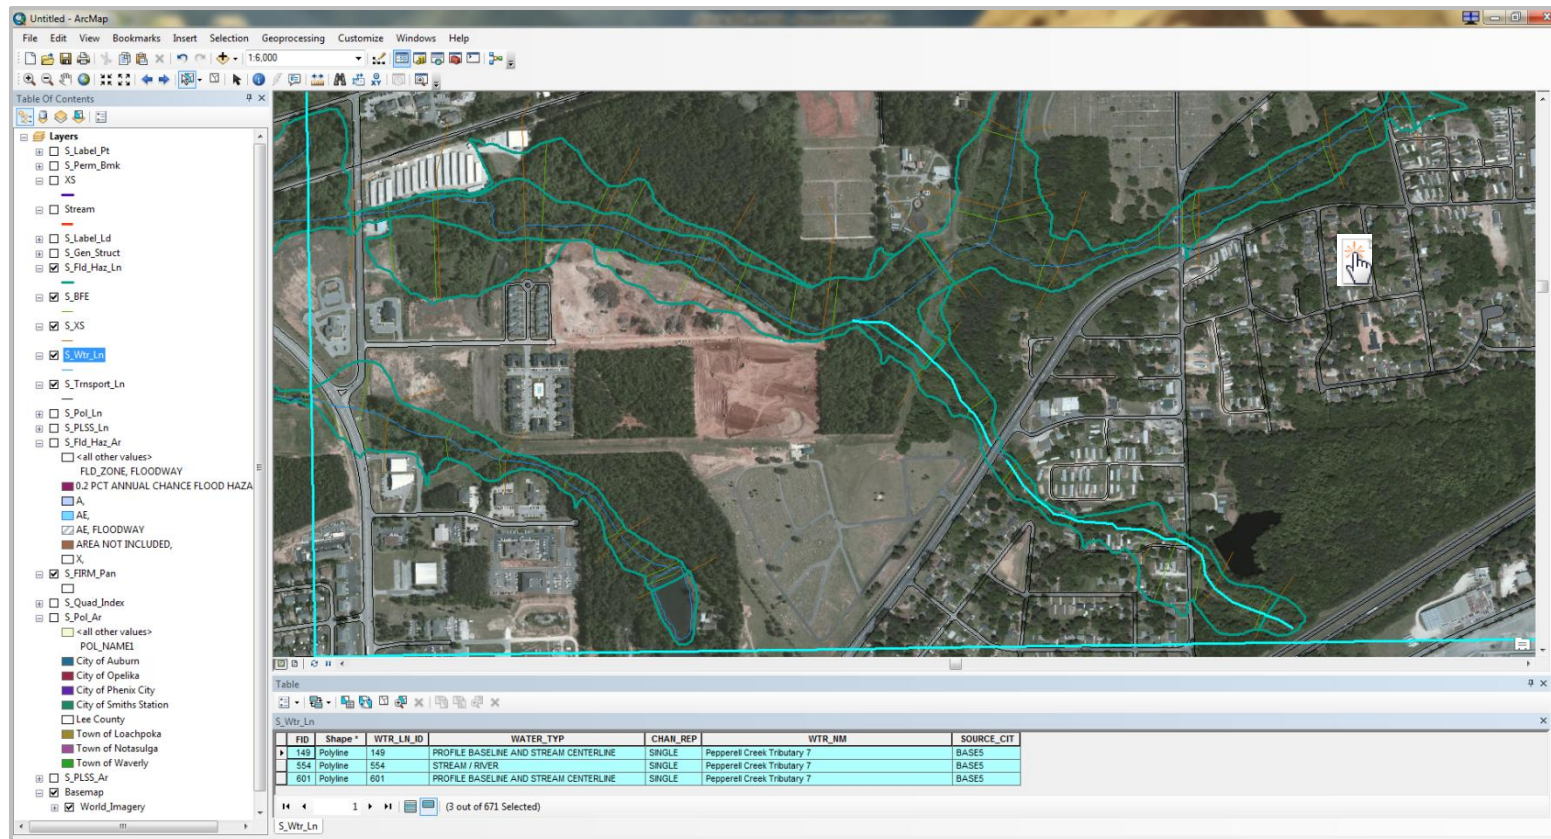 Untitled - ArcMap
File Edit View Bookmarks Insert Selection Geoprocessing Customize Windows Help
1:6,000
Table Of Contents
Layers
S_Label_Pt
S_Perm_Bmk
XS
Stream
S_Label_Ld
S_Gen_Struct
S_Fld_Haz_Ln
S_BFE
S_XS
S_Wtr_Ln
S_Trnsport_Ln
S_Pol_Ln
S_PLSS_Ln
S_Fld_Haz_Ar
<all other values>
FLD_ZONE, FLOODWAY
0.2 PCT ANNUAL CHANCE FLOOD HAZA
A,
AE,
AE, FLOODWAY
AREA NOT INCLUDED,
X,
S_FIRM_Pan
S_Quad_Index
S_Pol_Ar
<all other values>
POL_NAME1
City of Auburn
City of Opelika
City of Phenix City
City of Smiths Station
Lee County
Town of Loachpoka
Town of Notasulga
Town of Waverly
S_PLSS_Ar
Basemap
World_Imagery
Table
S_Wtr_Ln
FID Shape * WTR_LN_ID WATER_TYP CHAN_REP WTR_NM SOURCE_CIT
149 Polyline 149 PROFILE BASELINE AND STREAM CENTERLINE SINGLE Pepperell Creek Tributary 7 BASE5
554 Polyline 554 STREAM / RIVER SINGLE Pepperell Creek Tributary 7 BASE5
601 Polyline 601 PROFILE BASELINE AND STREAM CENTERLINE SINGLE Pepperell Creek Tributary 7 BASE5
1 (3 out of 671 Selected)
S_Wtr_Ln